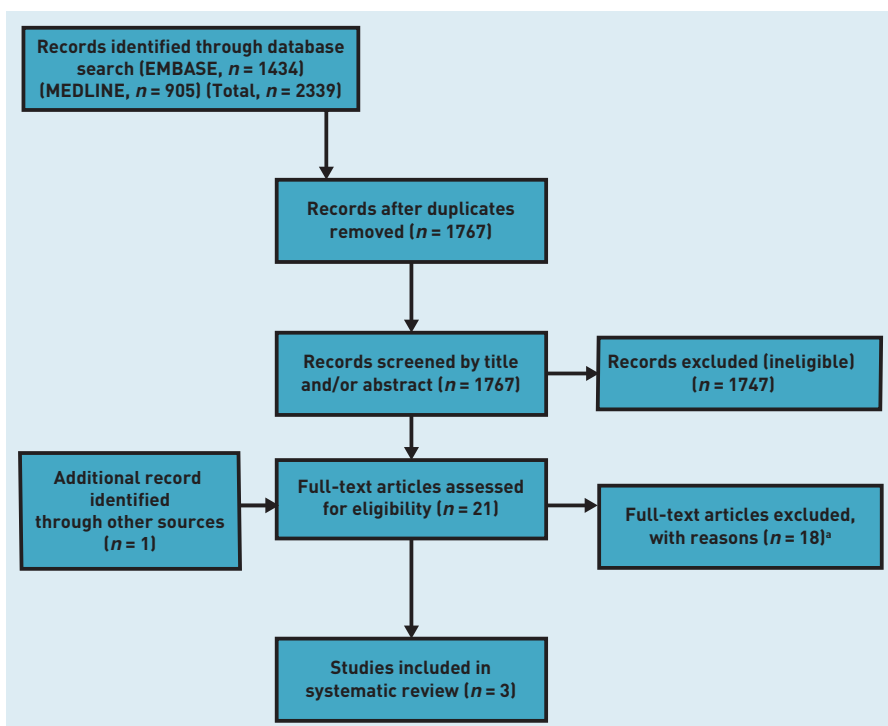 Records identified through database
search (EMBASE, n = 1434)
(MEDLINE, n = 905) (Total, n = 2339)
Records after duplicates
removed (n = 1767)
Records screened by title
and/or abstract (n = 1767)
Records excluded (ineligible)
(n = 1747)
Additional record
identified
through other sources
(n = 1)
Full-text articles assessed
for eligibility (n = 21)
Full-text articles excluded,
with reasons (n = 18)ª
Studies included in
systematic review (n = 3)